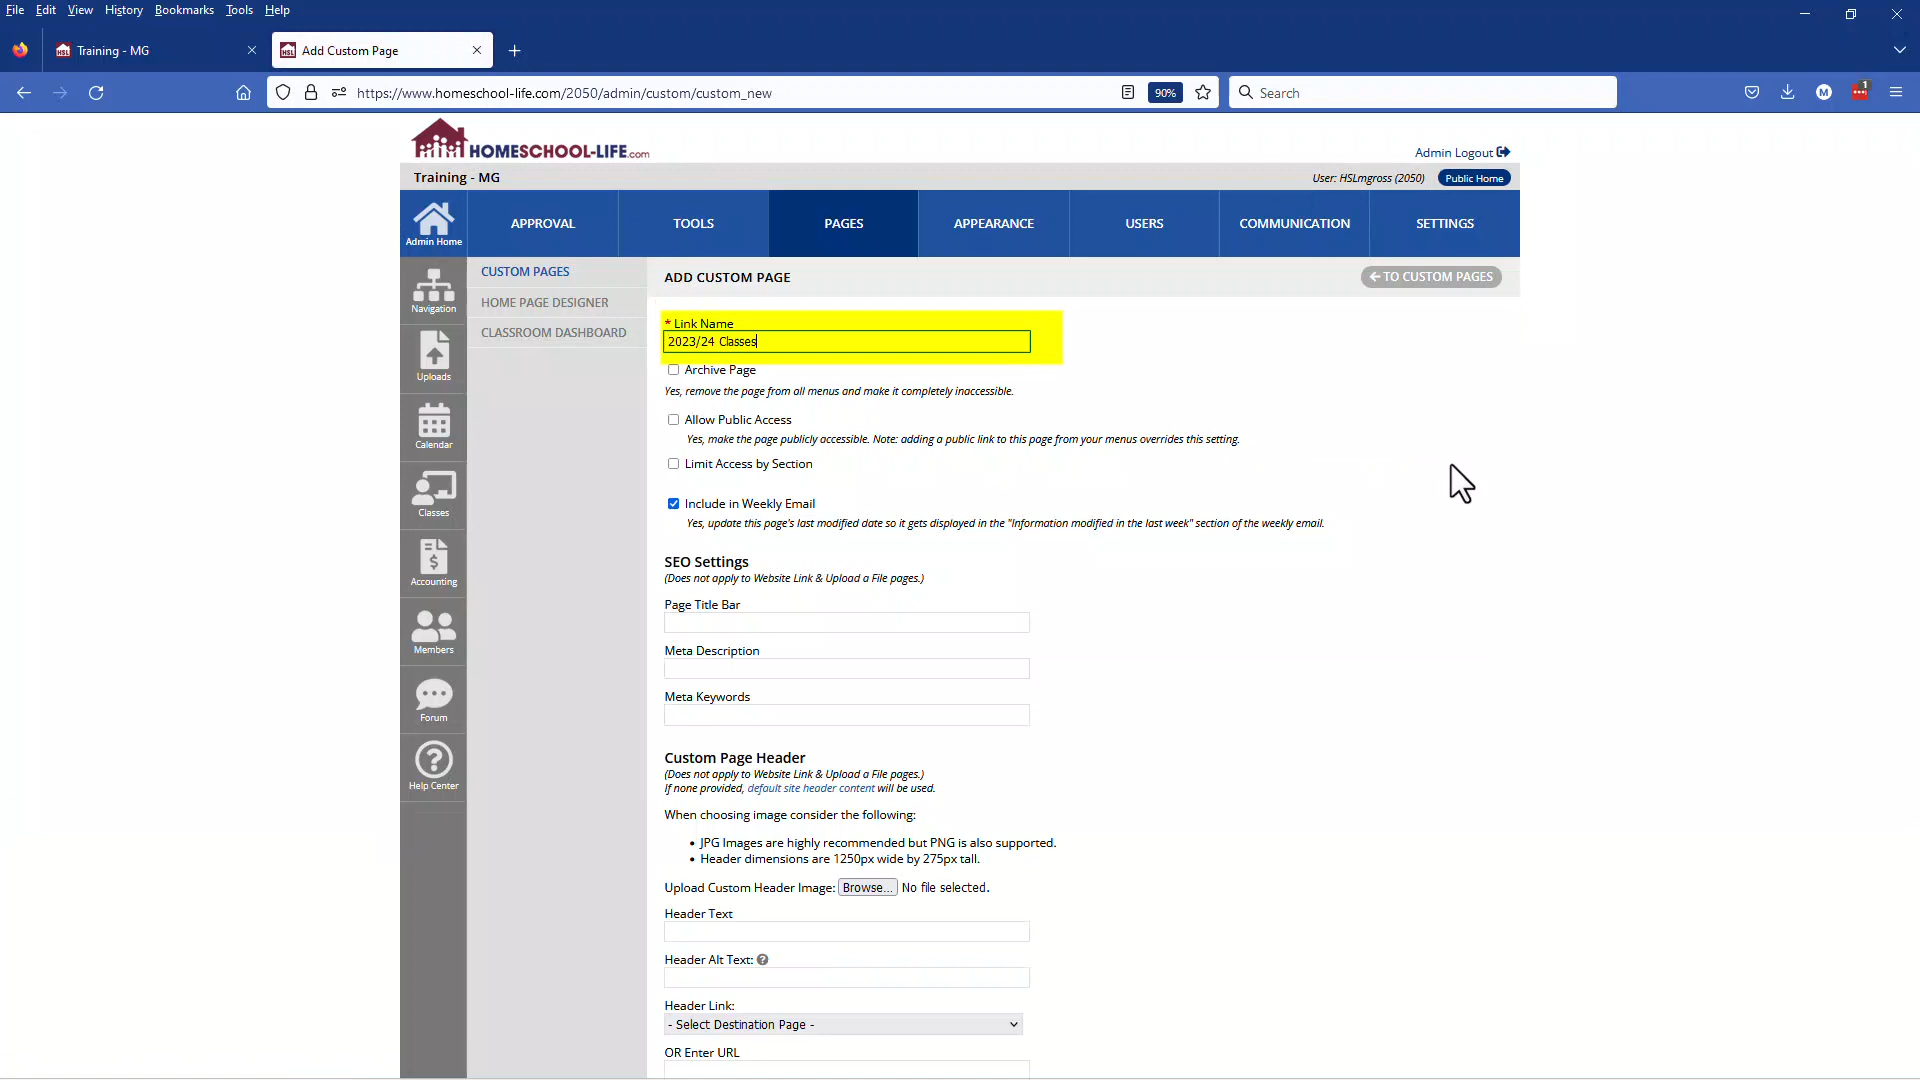 File Edit View History Bookmarks Tools Help
Training - MG
Add Custom Page
https://www.homeschool-life.com/2050/admin/custom/custom_new
90%
Search
M
1
HOMESCHOOL-LIFE.com
Admin Logout
Training - MG
User: HSLmgross (2050)
Public Home
Admin Home
APPROVAL
TOOLS
PAGES
APPEARANCE
USERS
COMMUNICATION
SETTINGS
Navigation
Uploads
Calendar
Classes
Accounting
Members
Forum
Help Center
CUSTOM PAGES
HOME PAGE DESIGNER
CLASSROOM DASHBOARD
ADD CUSTOM PAGE
TO CUSTOM PAGES
* Link Name
2023/24 Classes
Archive Page
Yes, remove the page from all menus and make it completely inaccessible.
Allow Public Access
Yes, make the page publicly accessible. Note: adding a public link to this page from your menus overrides this setting.
Limit Access by Section
Include in Weekly Email
Yes, update this page's last modified date so it gets displayed in the "Information modified in the last week" section of the weekly email.
SEO Settings
(Does not apply to Website Link & Upload a File pages.)
Page Title Bar
Meta Description
Meta Keywords
Custom Page Header
(Does not apply to Website Link & Upload a File pages.)
If none provided, default site header content will be used.
When choosing image consider the following:
• JPG Images are highly recommended but PNG is also supported.
• Header dimensions are 1250px wide by 275px tall.
Upload Custom Header Image: Browse... No file selected.
Header Text
Header Alt Text: ?
Header Link:
- Select Destination Page -
OR Enter URL